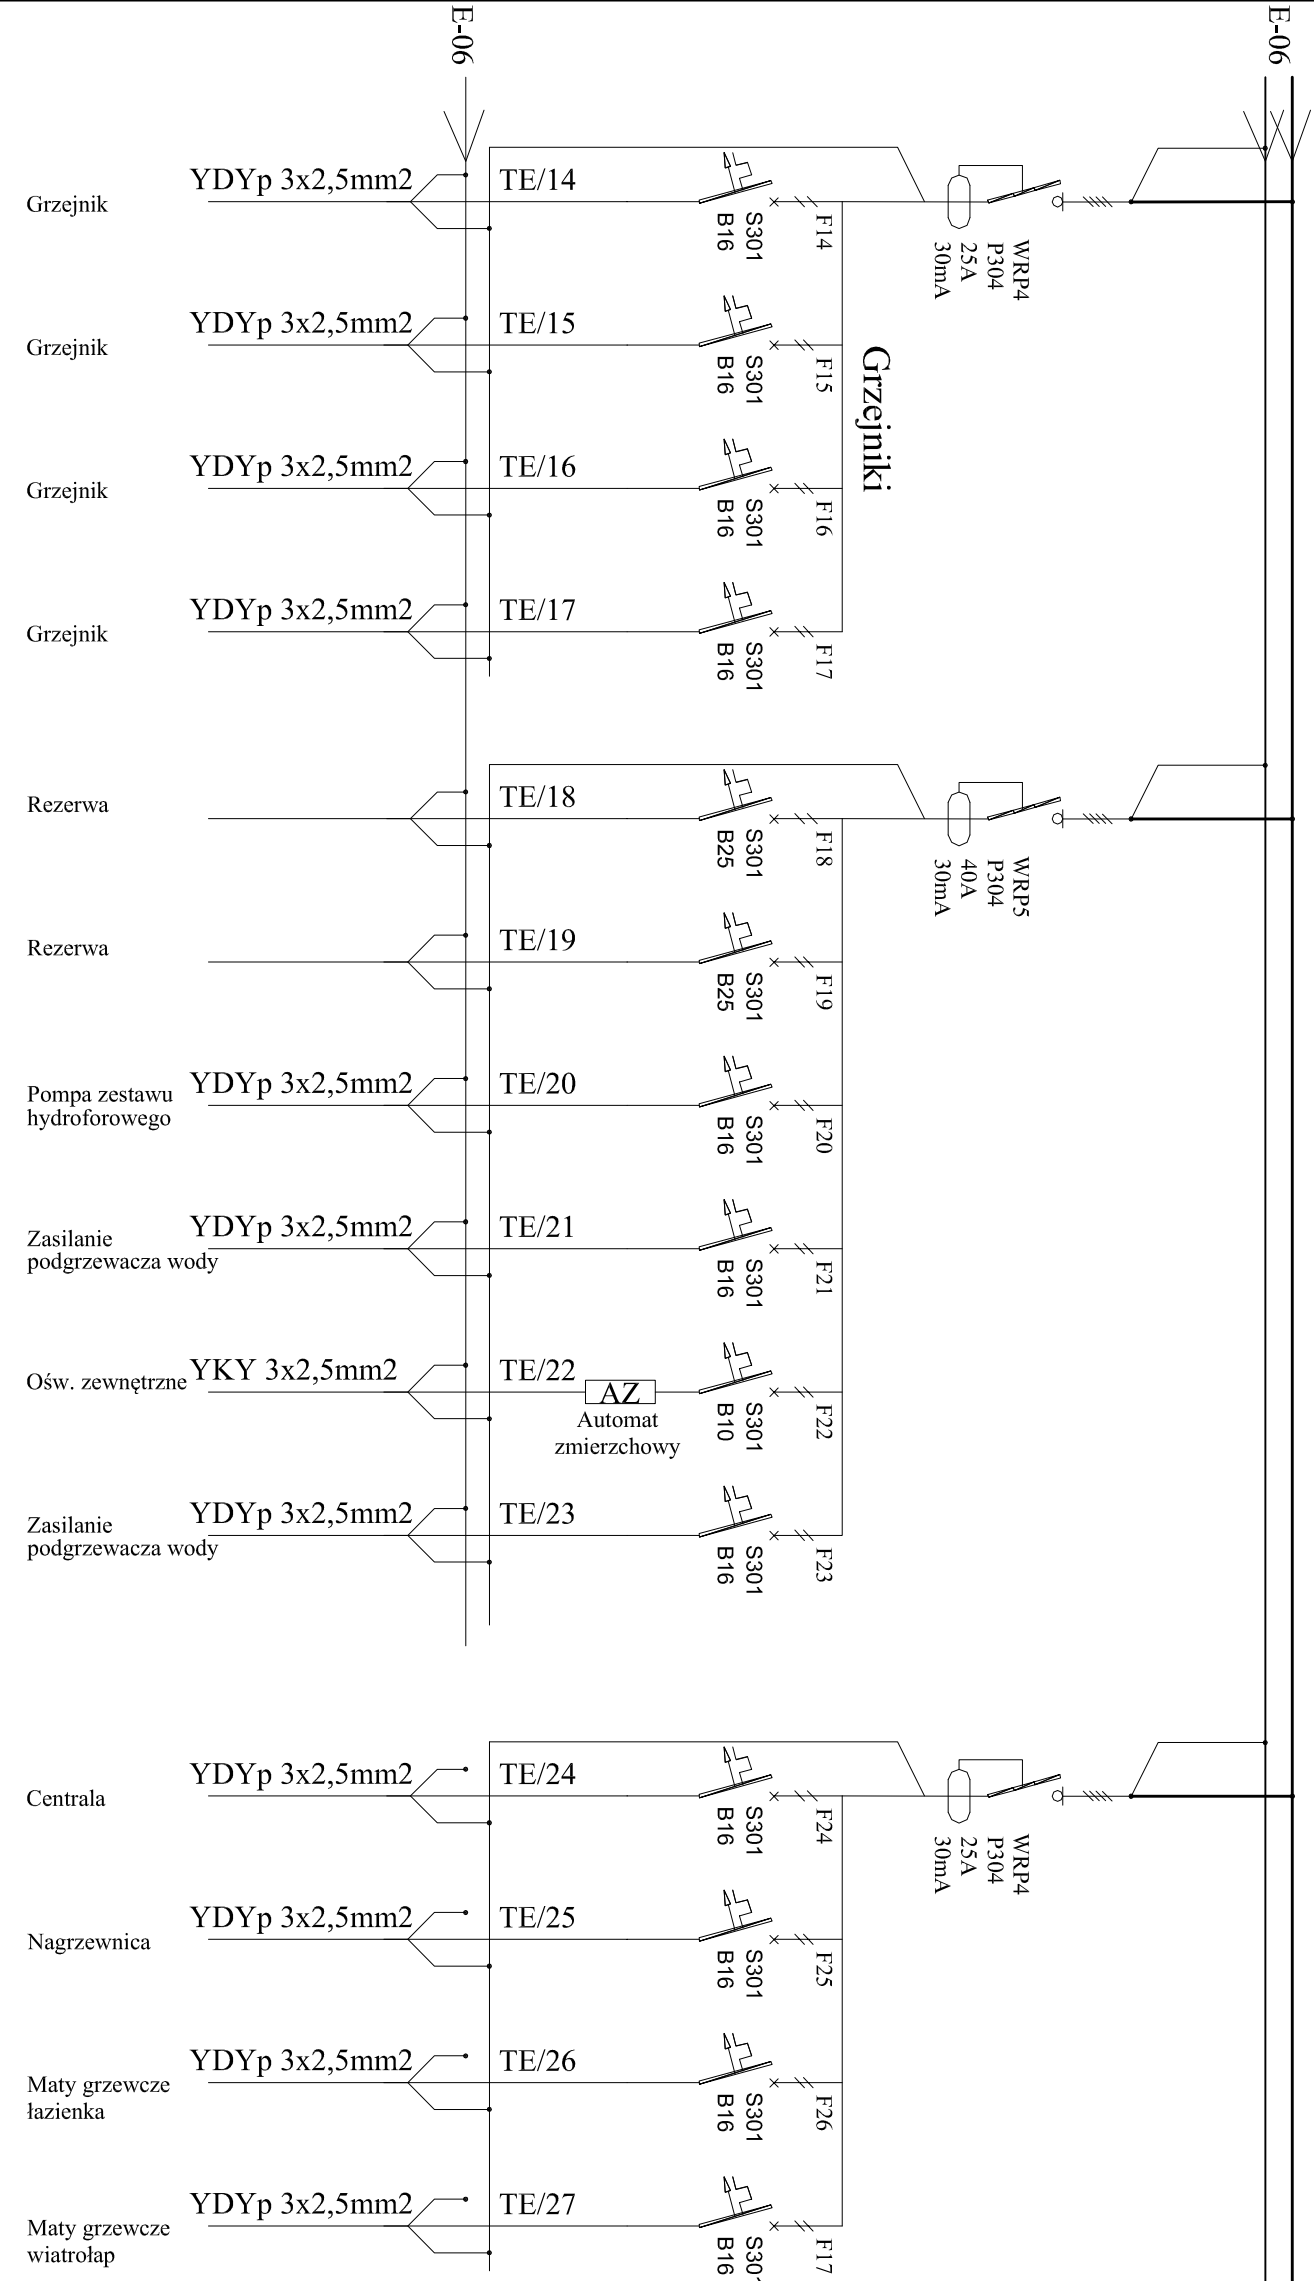 E-06
E-06
Grzejnik
YDYp 3x2,5mm2
TE/14
S301
B16
F14
WRP4
P304
25A
30mA
Grzejniki
Grzejnik
YDYp 3x2,5mm2
TE/15
S301
B16
F15
Grzejnik
YDYp 3x2,5mm2
TE/16
S301
B16
F16
Grzejnik
YDYp 3x2,5mm2
TE/17
S301
B16
F17
Rezerwa
TE/18
S301
B25
F18
WRP5
P304
40A
30mA
Rezerwa
TE/19
S301
B25
F19
Pompa zestawu
hydroforowego
YDYp 3x2,5mm2
TE/20
S301
B16
F20
Zasilanie
podgrzewacza wody
YDYp 3x2,5mm2
TE/21
S301
B16
F21
Ośw. zewnętrzne
YKY 3x2,5mm2
TE/22
AZ
Automat
zmierzchowy
S301
B10
F22
Zasilanie
podgrzewacza wody
YDYp 3x2,5mm2
TE/23
S301
B16
F23
Centrala
YDYp 3x2,5mm2
TE/24
S301
B16
F24
WRP4
P304
25A
30mA
Nagrzewnica
YDYp 3x2,5mm2
TE/25
S301
B16
F25
Maty grzewcze
łazienka
YDYp 3x2,5mm2
TE/26
S301
B16
F26
Maty grzewcze
wiatrołap
YDYp 3x2,5mm2
TE/27
S301
B16
F17